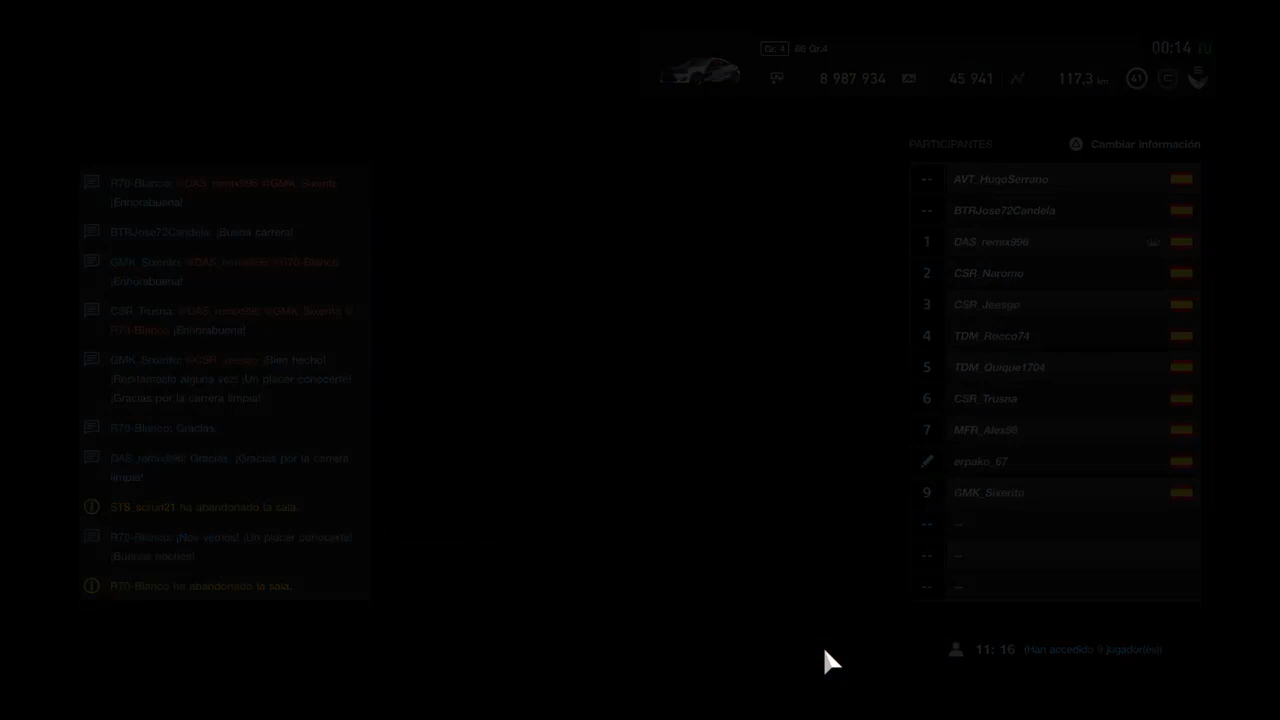 Gr. 4 86 Gr.4
00:14
8 987 934 45 941 117,3 km 41 C S
PARTICIPANTES Cambiar información
R70-Blanco: @DAS_remix996 @GMK_Sixerito
¡Enhorabuena!
BTRJose72Candela: ¡Buena carrera!
GMK_Sixerito: @DAS_remix996 @R70-Blanco
¡Enhorabuena!
CSR_Trusna: @DAS_remix996 @GMK_Sixerito @
R70-Blanco ¡Enhorabuena!
GMK_Sixerito: @CSR_Jeesgo ¡Bien hecho!
¡Repitámoslo alguna vez! ¡Un placer conocerte!
¡Gracias por la carrera limpia!
R70-Blanco: Gracias.
DAS_remix996: Gracias. ¡Gracias por la carrera
limpia!
STS_scrun21 ha abandonado la sala.
R70-Blanco: ¡Nos vemos! ¡Un placer conocerte!
¡Buenas noches!
R70-Blanco ha abandonado la sala.
-- AVT_HugoSerrano
-- BTRJose72Candela
1 DAS_remix996
2 CSR_Naromo
3 CSR_Jeesgo
4 TDM_Rocco74
5 TDM_Quique1704
6 CSR_Trusna
7 MFR_Alex98
erpako_67
9 GMK_Sixerito
-- --
-- --
-- --
11: 16 (Han accedido 9 jugador(es))